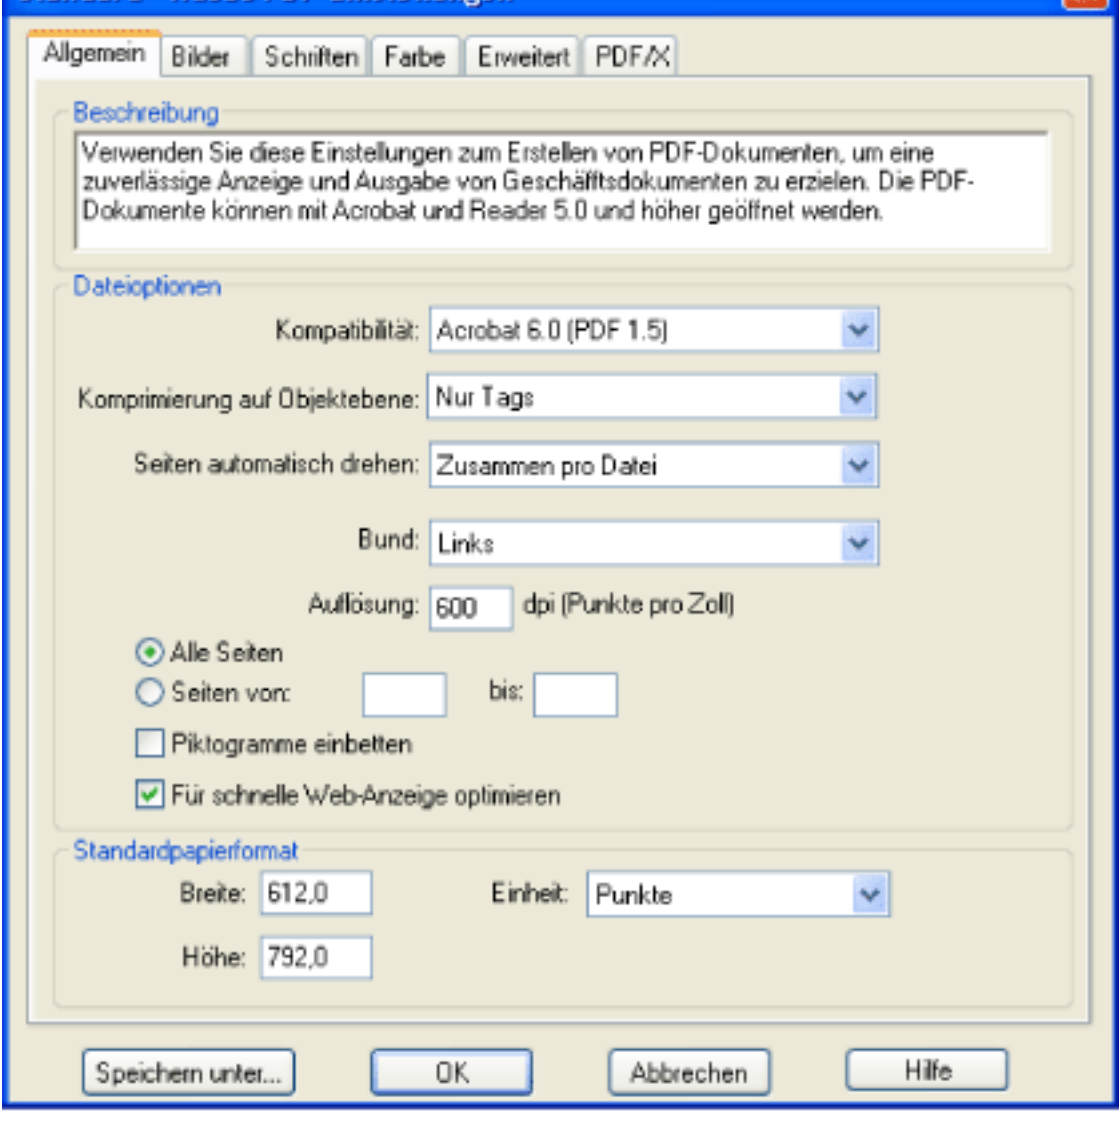 Allgemein Bilder Schriften Farbe Erweitert PDF/X
Beschreibung
Verwenden Sie diese Einstellungen zum Erstellen von PDF-Dokumenten, um eine
zuverlässige Anzeige und Ausgabe von Geschäfttsdokumenten zu erzielen. Die PDF-
Dokumente können mit Acrobat und Reader 5.0 und höher geöffnet werden.
Dateioptionen
Kompatibilität: Acrobat 6.0 (PDF 1.5)
Komprimierung auf Objektebene: Nur Tags
Seiten automatisch drehen: Zusammen pro Datei
Bund: Links
Auflösung: 600 dpi (Punkte pro Zoll)
Alle Seiten
Seiten von: bis:
Piktogramme einbetten
Für schnelle Web-Anzeige optimieren
Standardpapierformat
Breite: 612,0 Einheit: Punkte
Höhe: 792,0
Speichern unter... OK Abbrechen Hilfe